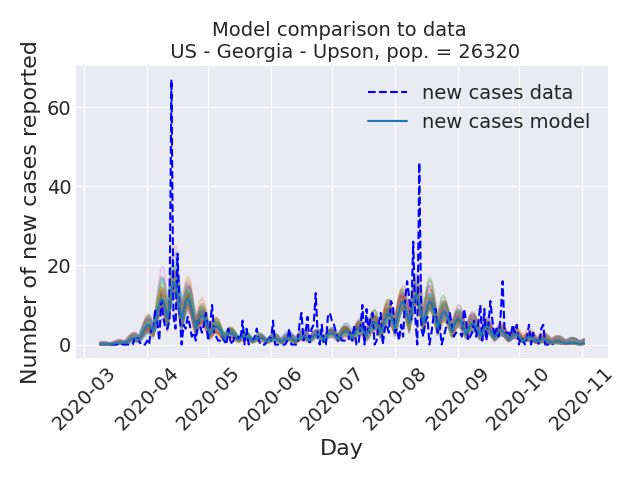 Model comparison to data
US - Georgia - Upson, pop. = 26320
Number of new cases reported
60
40
20
0
new cases data
new cases model
2020-03
2020-04
2020-05
2020-06
2020-07
2020-08
2020-09
2020-10
2020-11
Day